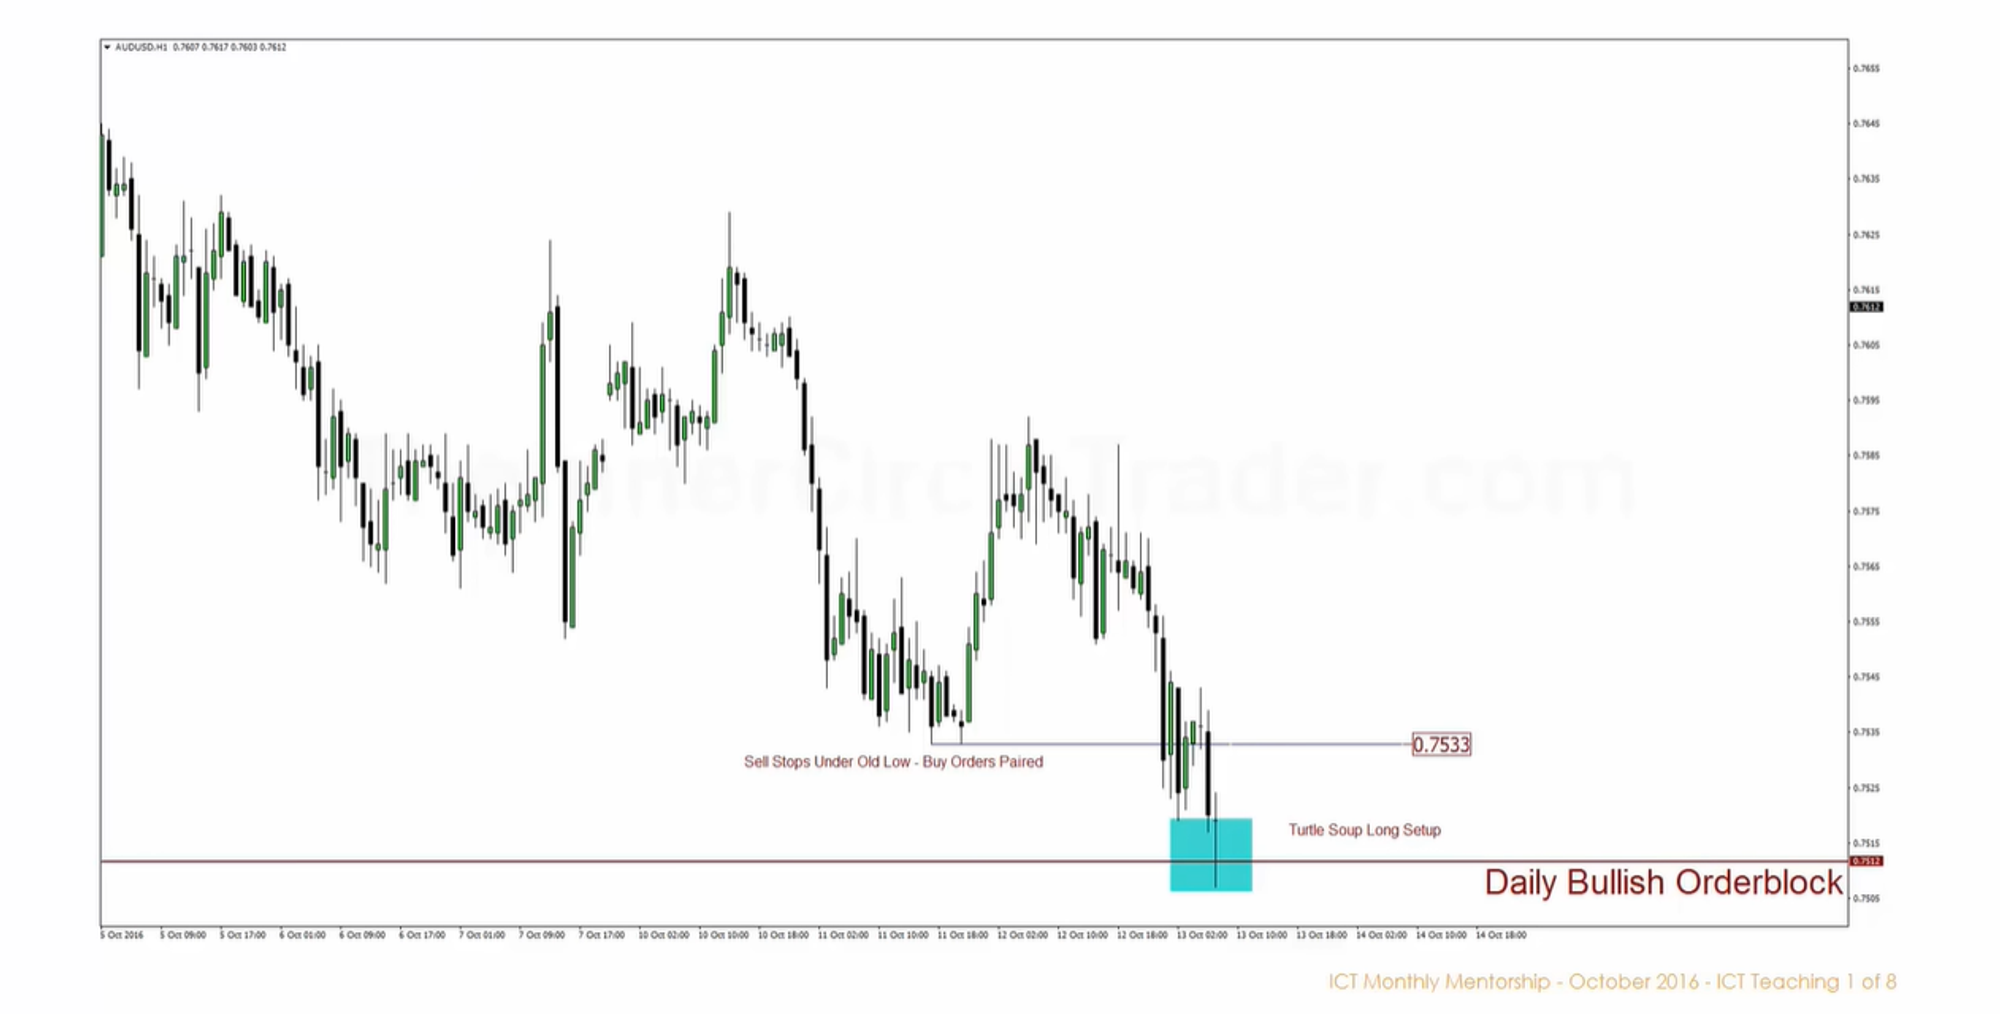 AUDUSD,H1 0.7607 0.7617 0.7603 0.7612
0.7655
0.7645
0.7635
0.7625
0.7615
0.7612
0.7605
0.7595
InnerCircleTrader.com
0.7585
0.7575
0.7565
0.7555
0.7545
0.7535
0.7533
Sell Stops Under Old Low - Buy Orders Paired
0.7525
Turtle Soup Long Setup
0.7515
0.7512
Daily Bullish Orderblock
0.7505
5 Oct 2016 5 Oct 09:00 5 Oct 17:00 6 Oct 01:00 6 Oct 09:00 6 Oct 17:00 7 Oct 01:00 7 Oct 09:00 7 Oct 17:00 10 Oct 02:00 10 Oct 10:00 10 Oct 18:00 11 Oct 02:00 11 Oct 10:00 11 Oct 18:00 12 Oct 02:00 12 Oct 10:00 12 Oct 18:00 13 Oct 02:00 13 Oct 10:00 13 Oct 18:00 14 Oct 02:00 14 Oct 10:00 14 Oct 18:00
ICT Monthly Mentorship - October 2016 - ICT Teaching 1 of 8